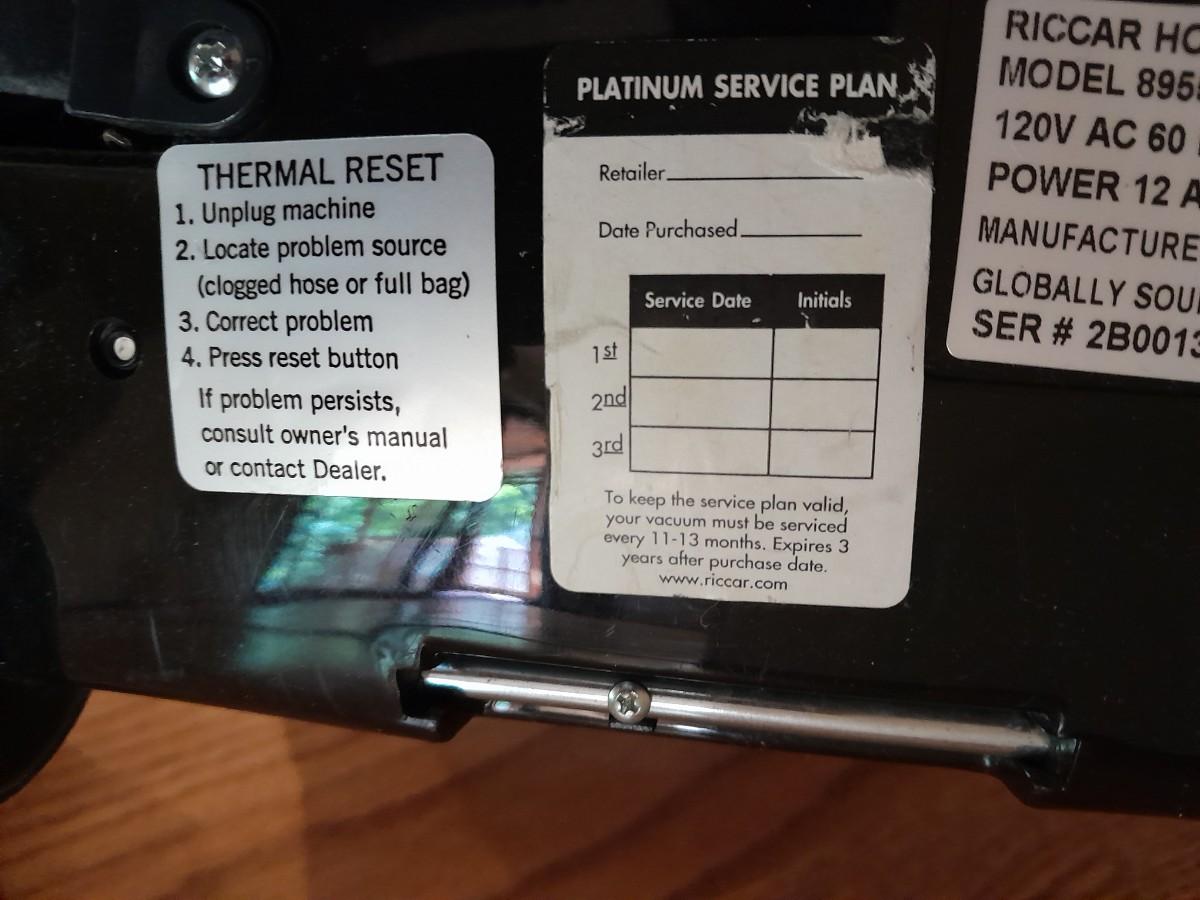 THERMAL RESET
1. Unplug machine
2. Locate problem source
(clogged hose or full bag)
3. Correct problem
4. Press reset button
If problem persists,
consult owner's manual
or contact Dealer.
PLATINUM SERVICE PLAN
Retailer
Date Purchased
Service Date Initials
1st
2nd
3rd
To keep the service plan valid,
your vacuum must be serviced
every 11-13 months. Expires 3
years after purchase date.
www.riccar.com
RICCAR
MODEL
120V AC 60
POWER 12
MANUFACTURE
GLOBALLY
SER # 2B0013